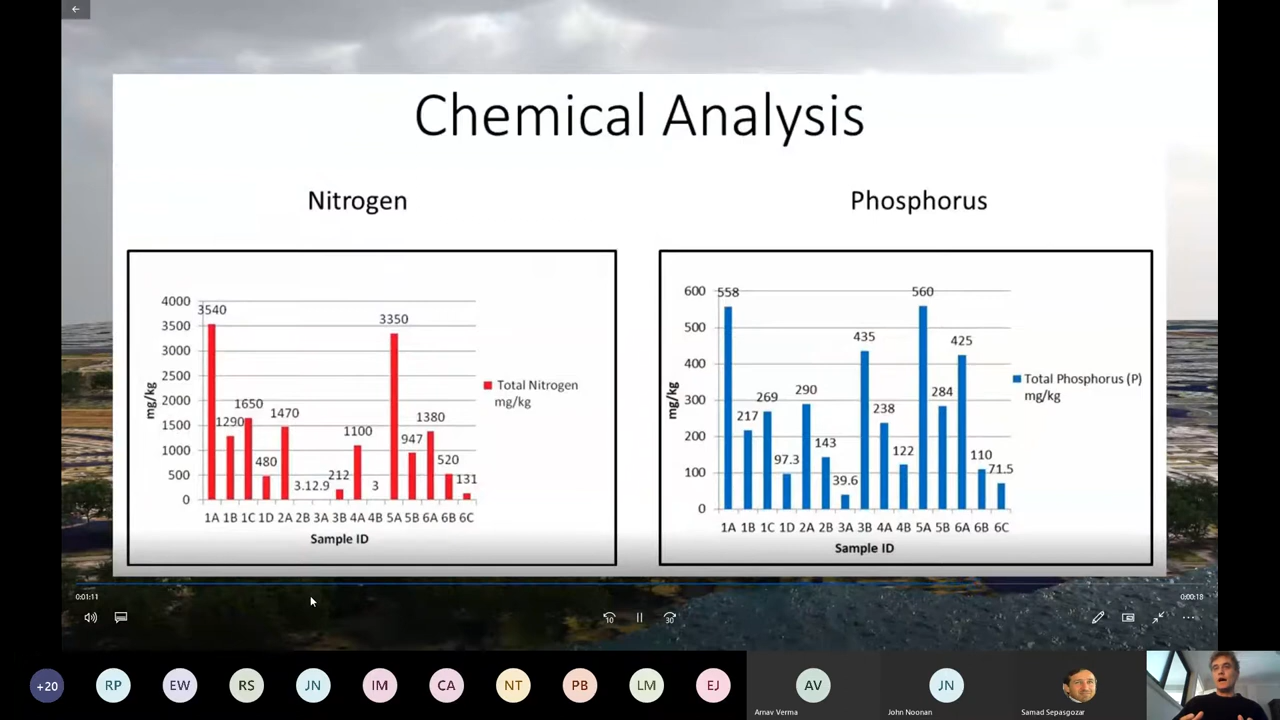 Chemical Analysis
Nitrogen
4000
3500
3000
2500
2000
1500
1000
500
0
mg/kg
3540
1290
1650
480
1470
3.1
2.9
212
1100
3
3350
947
1380
520
131
1A 1B 1C 1D 2A 2B 3A 3B 4A 4B 5A 5B 6A 6B 6C
Sample ID
Total Nitrogen
mg/kg
Phosphorus
600
500
400
300
200
100
0
mg/kg
558
217
269
97.3
290
143
39.6
435
238
122
560
284
425
110
71.5
1A 1B 1C 1D 2A 2B 3A 3B 4A 4B 5A 5B 6A 6B 6C
Sample ID
Total Phosphorus (P)
mg/kg
0:01:11
0:00:18
10
30
+20
RP
EW
RS
JN
IM
CA
NT
PB
LM
EJ
AV
JN
Arnav Verma
John Noonan
Samad Sepasgozar